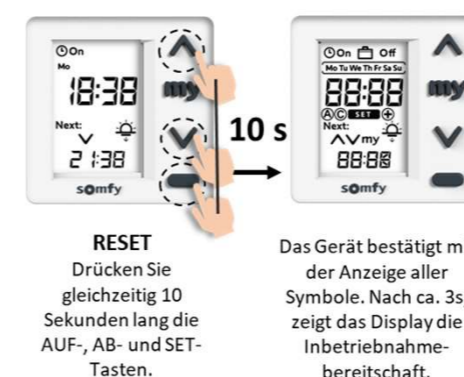 On
Mo
18:38
my
Next:
21:38
somfy
10 s
On Off
Mo Tu We Th Fr Sa Su
88:88
my
A C SET +
Next:
my
88:88
somfy
RESET
Drücken Sie
gleichzeitig 10
Sekunden lang die
AUF-, AB- und SET-
Tasten.
Das Gerät bestätigt
der Anzeige aller
Symbole. Nach ca. 3s
zeigt das Display die
Inbetriebnahme-
bereitschaft.